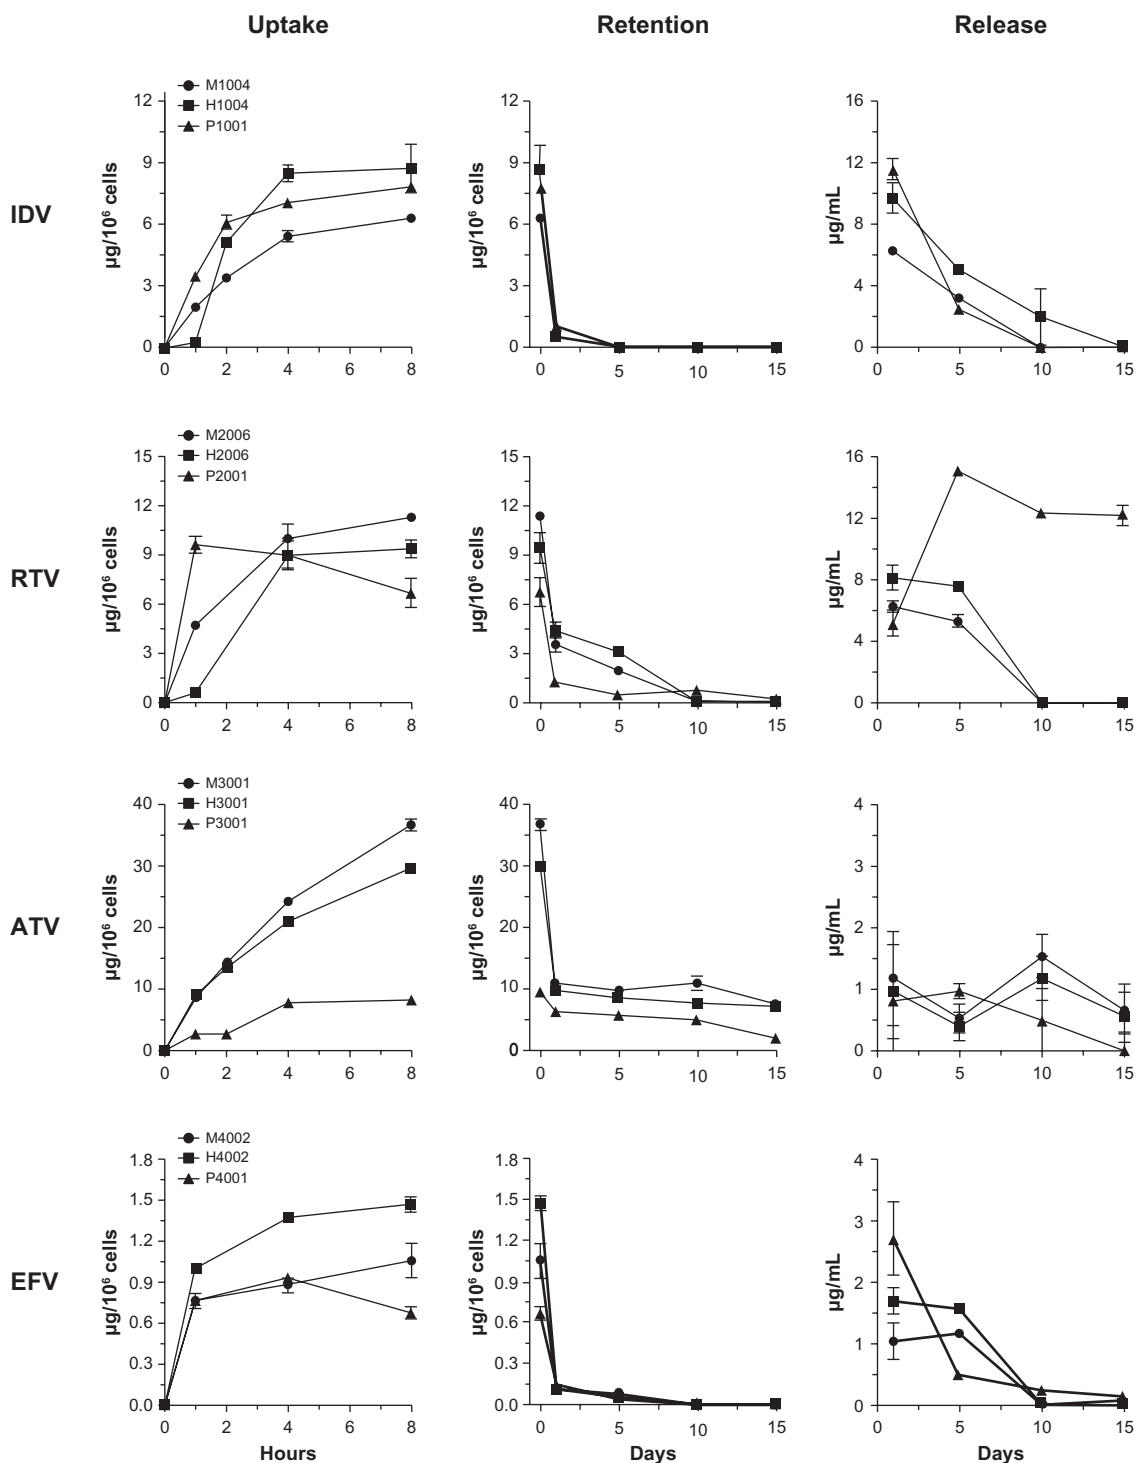 Uptake Retention Release
IDV
M1004
H1004
P1001
µg/10⁶ cells
12
9
6
3
0
0 2 4 6 8
µg/10⁶ cells
12
9
6
3
0
0 5 10 15
µg/mL
16
12
8
4
0
0 5 10 15
RTV
M2006
H2006
P2001
µg/10⁶ cells
15
12
9
6
3
0
0 2 4 6 8
µg/10⁶ cells
15
12
9
6
3
0
0 5 10 15
µg/mL
16
12
8
4
0
0 5 10 15
ATV
M3001
H3001
P3001
µg/10⁶ cells
40
30
20
10
0
0 2 4 6 8
µg/10⁶ cells
40
30
20
10
0
0 5 10 15
µg/mL
4
3
2
1
0
0 5 10 15
EFV
M4002
H4002
P4001
µg/10⁶ cells
1.8
1.5
1.2
0.9
0.6
0.3
0.0
0 2 4 6 8
Hours
µg/10⁶ cells
1.8
1.5
1.2
0.9
0.6
0.3
0.0
0 5 10 15
Days
µg/mL
4
3
2
1
0
0 5 10 15
Days